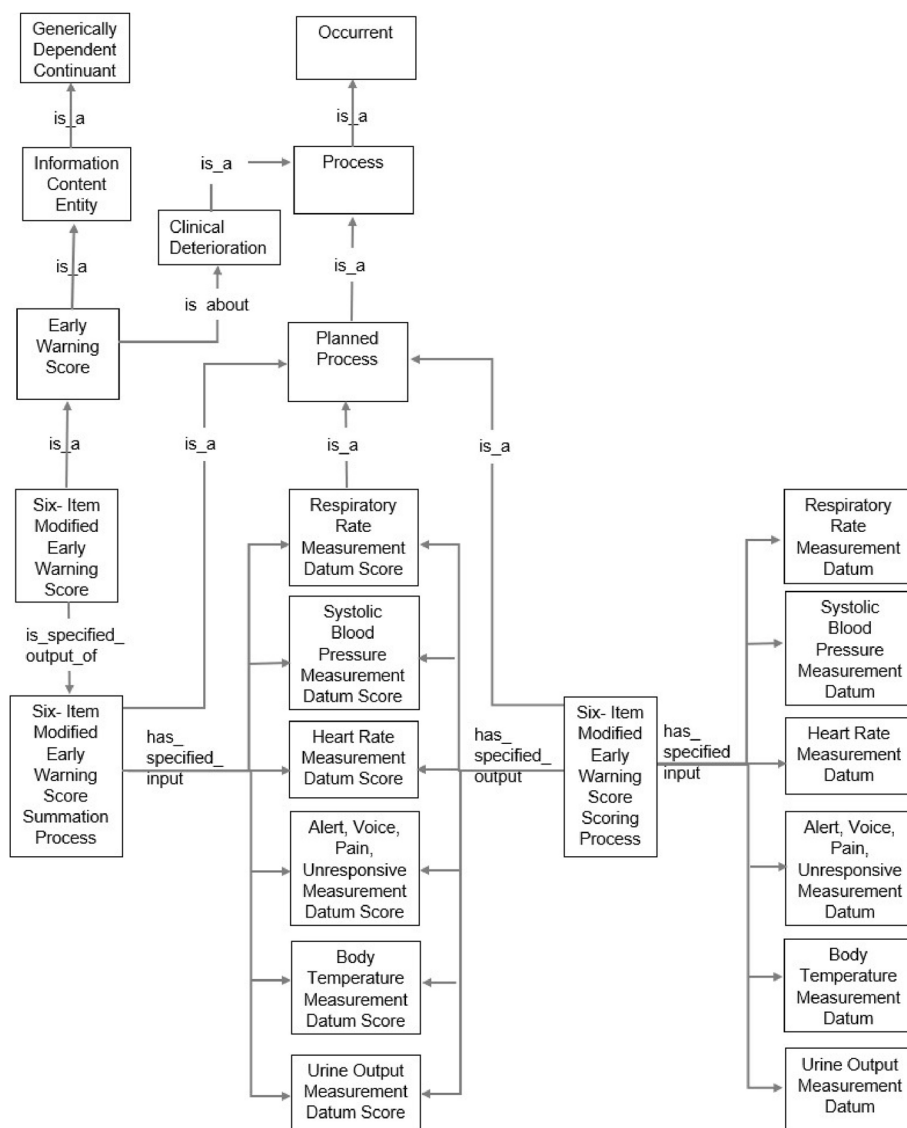 Generically
Dependent
Continuant
Occurrent
is_a
is_a
Information
Content
Entity
is_a
Process
Clinical
Deterioration
is_a
is_a
is_about
Early
Warning
Score
Planned
Process
is_a
is_a
is_a
is_a
Six- Item
Modified
Early
Warning
Score
Respiratory
Rate
Measurement
Datum Score
Respiratory
Rate
Measurement
Datum
is_specified_
output_of
Systolic
Blood
Pressure
Measurement
Datum Score
Systolic
Blood
Pressure
Measurement
Datum
Six- Item
Modified
Early
Warning
Score
Summation
Process
has_
specified_
input
Heart Rate
Measurement
Datum Score
has_
specified_
output
Six- Item
Modified
Early
Warning
Score
Scoring
Process
has_
specified_
input
Heart Rate
Measurement
Datum
Alert, Voice,
Pain,
Unresponsive
Measurement
Datum Score
Alert, Voice,
Pain,
Unresponsive
Measurement
Datum
Body
Temperature
Measurement
Datum Score
Body
Temperature
Measurement
Datum
Urine Output
Measurement
Datum Score
Urine Output
Measurement
Datum